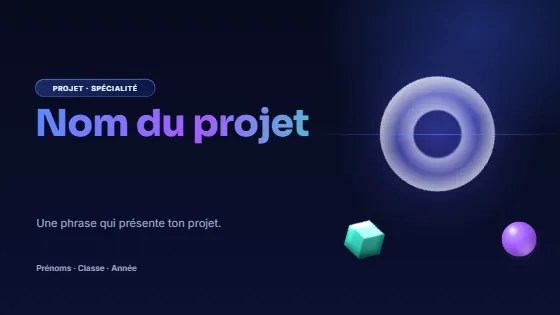 PROJET · SPÉCIALITÉ
Nom du projet
Une phrase qui présente ton projet.
Prénoms · Classe · Année